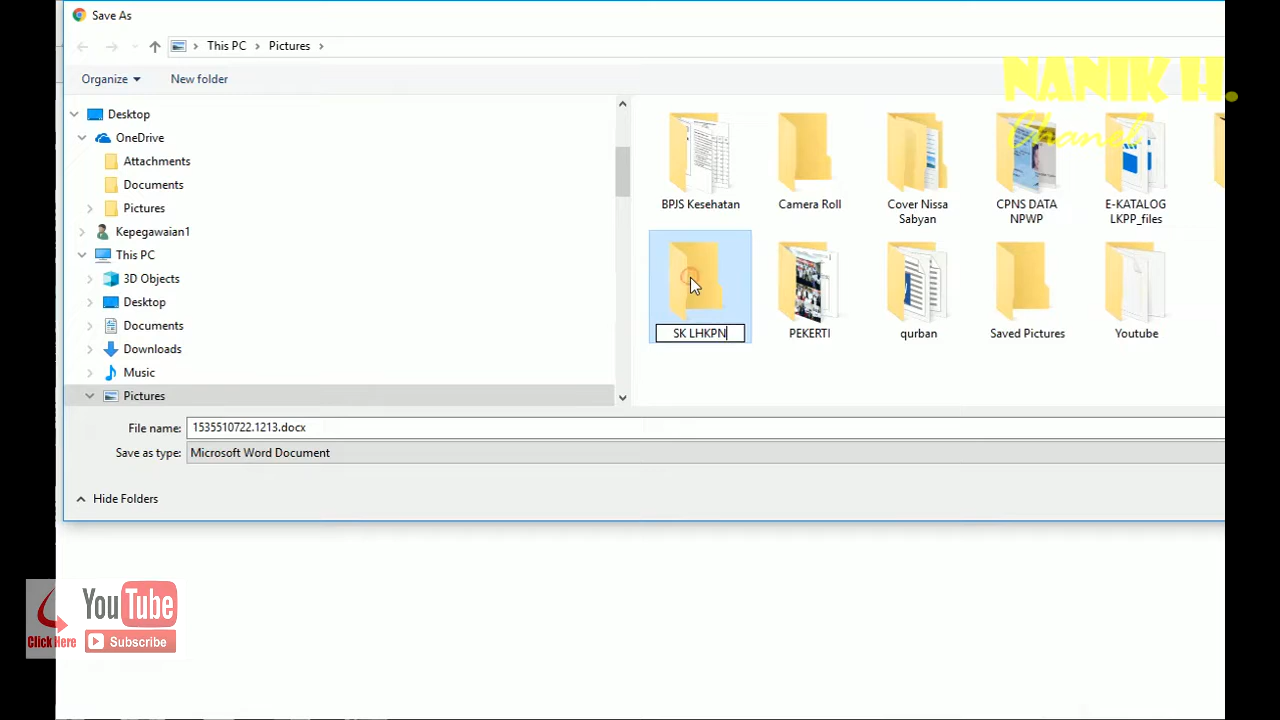 Save As
This PC
Pictures
Organize
New folder
NANIK H.
Chanel
Desktop
OneDrive
Attachments
Documents
Pictures
Kepegawaian1
This PC
3D Objects
Desktop
Documents
Downloads
Music
Pictures
BPJS Kesehatan
Camera Roll
Cover Nissa
Sabyan
CPNS DATA
NPWP
E-KATALOG
LKPP_files
SK LHKPN
PEKERTI
qurban
Saved Pictures
Youtube
File name: 1535510722.1213.docx
Save as type: Microsoft Word Document
Hide Folders
YouTube
Click Here
Subscribe